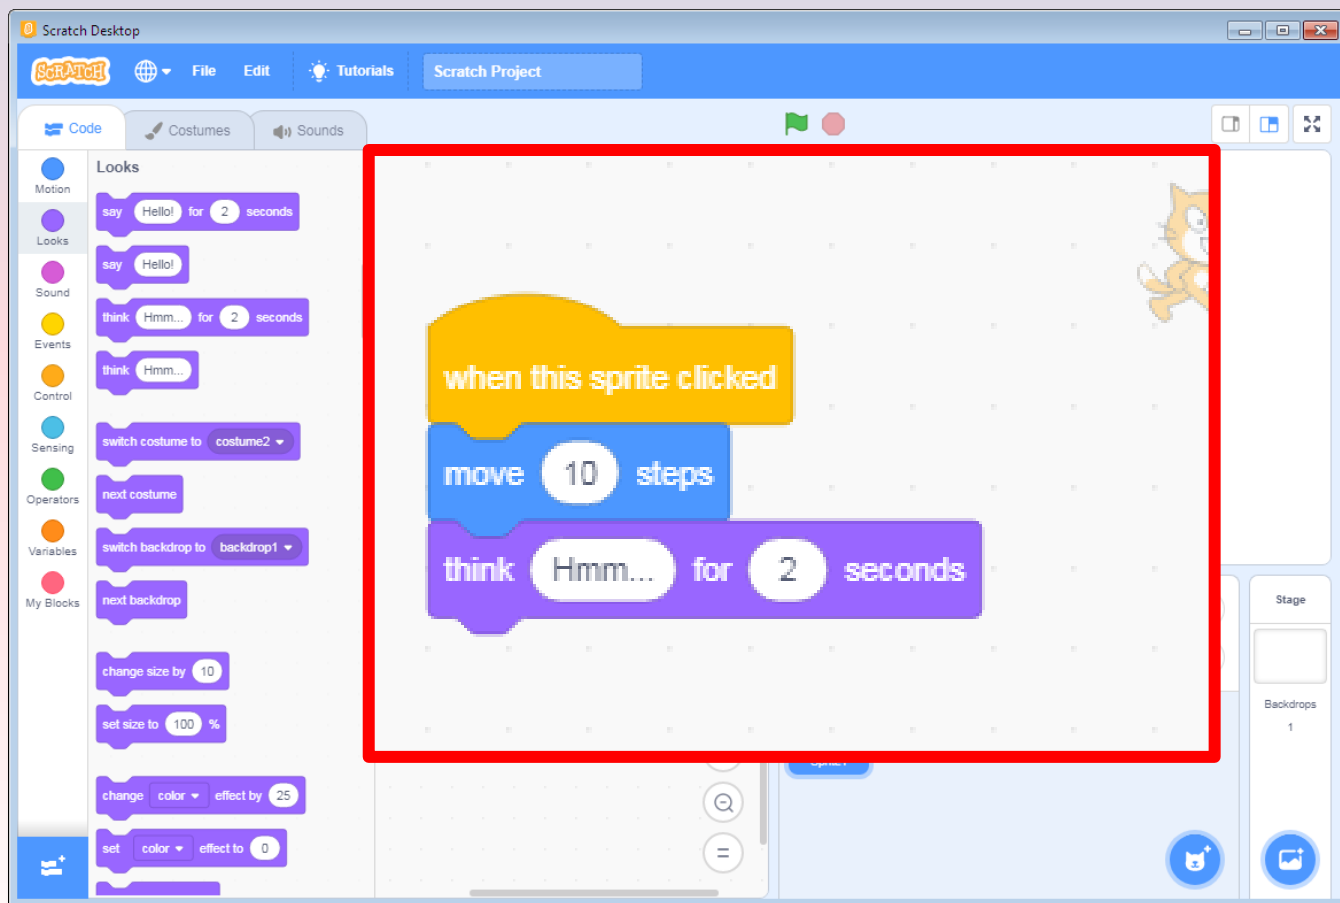 Scratch Desktop
SCRATCH File Edit Tutorials Scratch Project
Code Costumes Sounds
Motion
Looks
Sound
Events
Control
Sensing
Operators
Variables
My Blocks
Looks
say Hello! for 2 seconds
say Hello!
think Hmm... for 2 seconds
think Hmm...
switch costume to costume2
next costume
switch backdrop to backdrop1
next backdrop
change size by 10
set size to 100 %
change color effect by 25
set color effect to 0
when this sprite clicked
move 10 steps
think Hmm... for 2 seconds
Stage
Backdrops
1